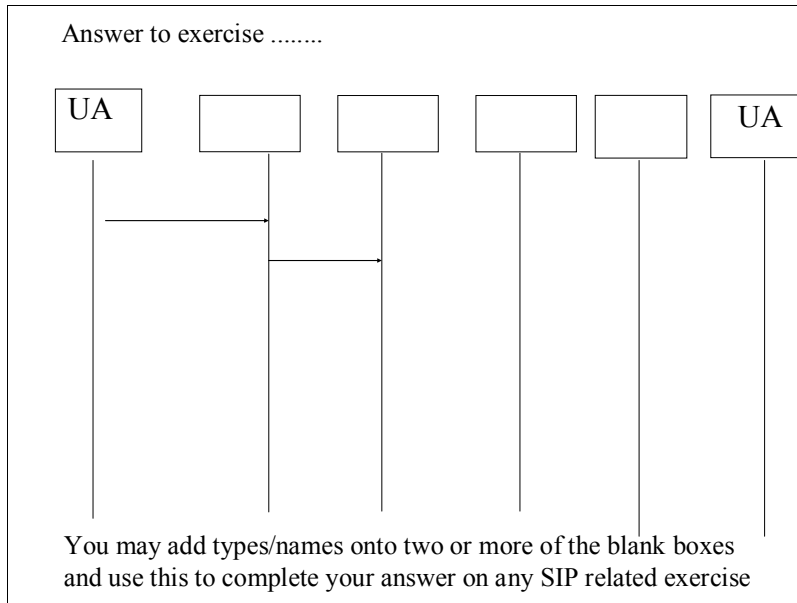 Answer to exercise ........
UA
UA
You may add types/names onto two or more of the blank boxes
and use this to complete your answer on any SIP related exercise